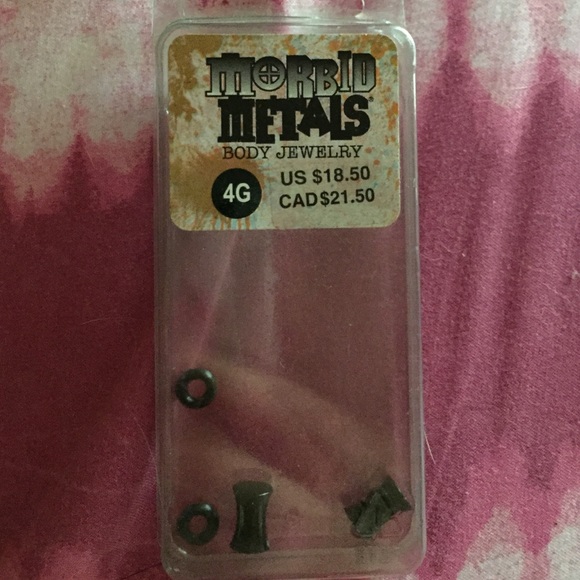 MORBID
METALS®
BODY JEWELRY
4G
US $18.50
CAD $21.50